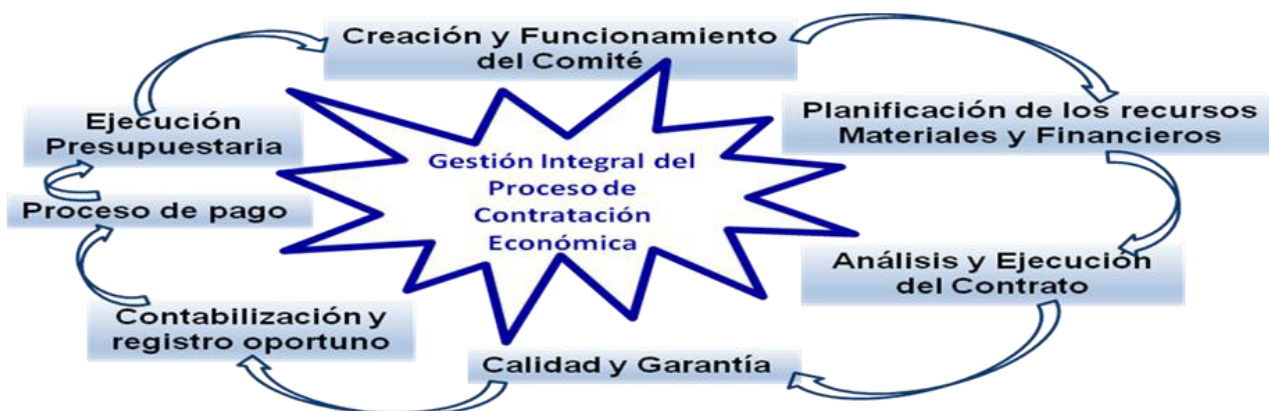 Creación y Funcionamiento
del Comité
Planificación de los recursos
Materiales y Financieros
Análisis y Ejecución
del Contrato
Calidad y Garantía
Contabilización y
registro oportuno
Proceso de pago
Ejecución
Presupuestaria
Gestión Integral del
Proceso de
Contratación
Económica